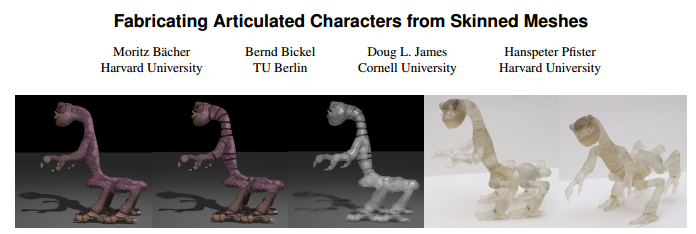 Fabricating Articulated Characters from Skinned Meshes
Moritz Bächer Bernd Bickel Doug L. James Hanspeter Pfister
Harvard University TU Berlin Cornell University Harvard University